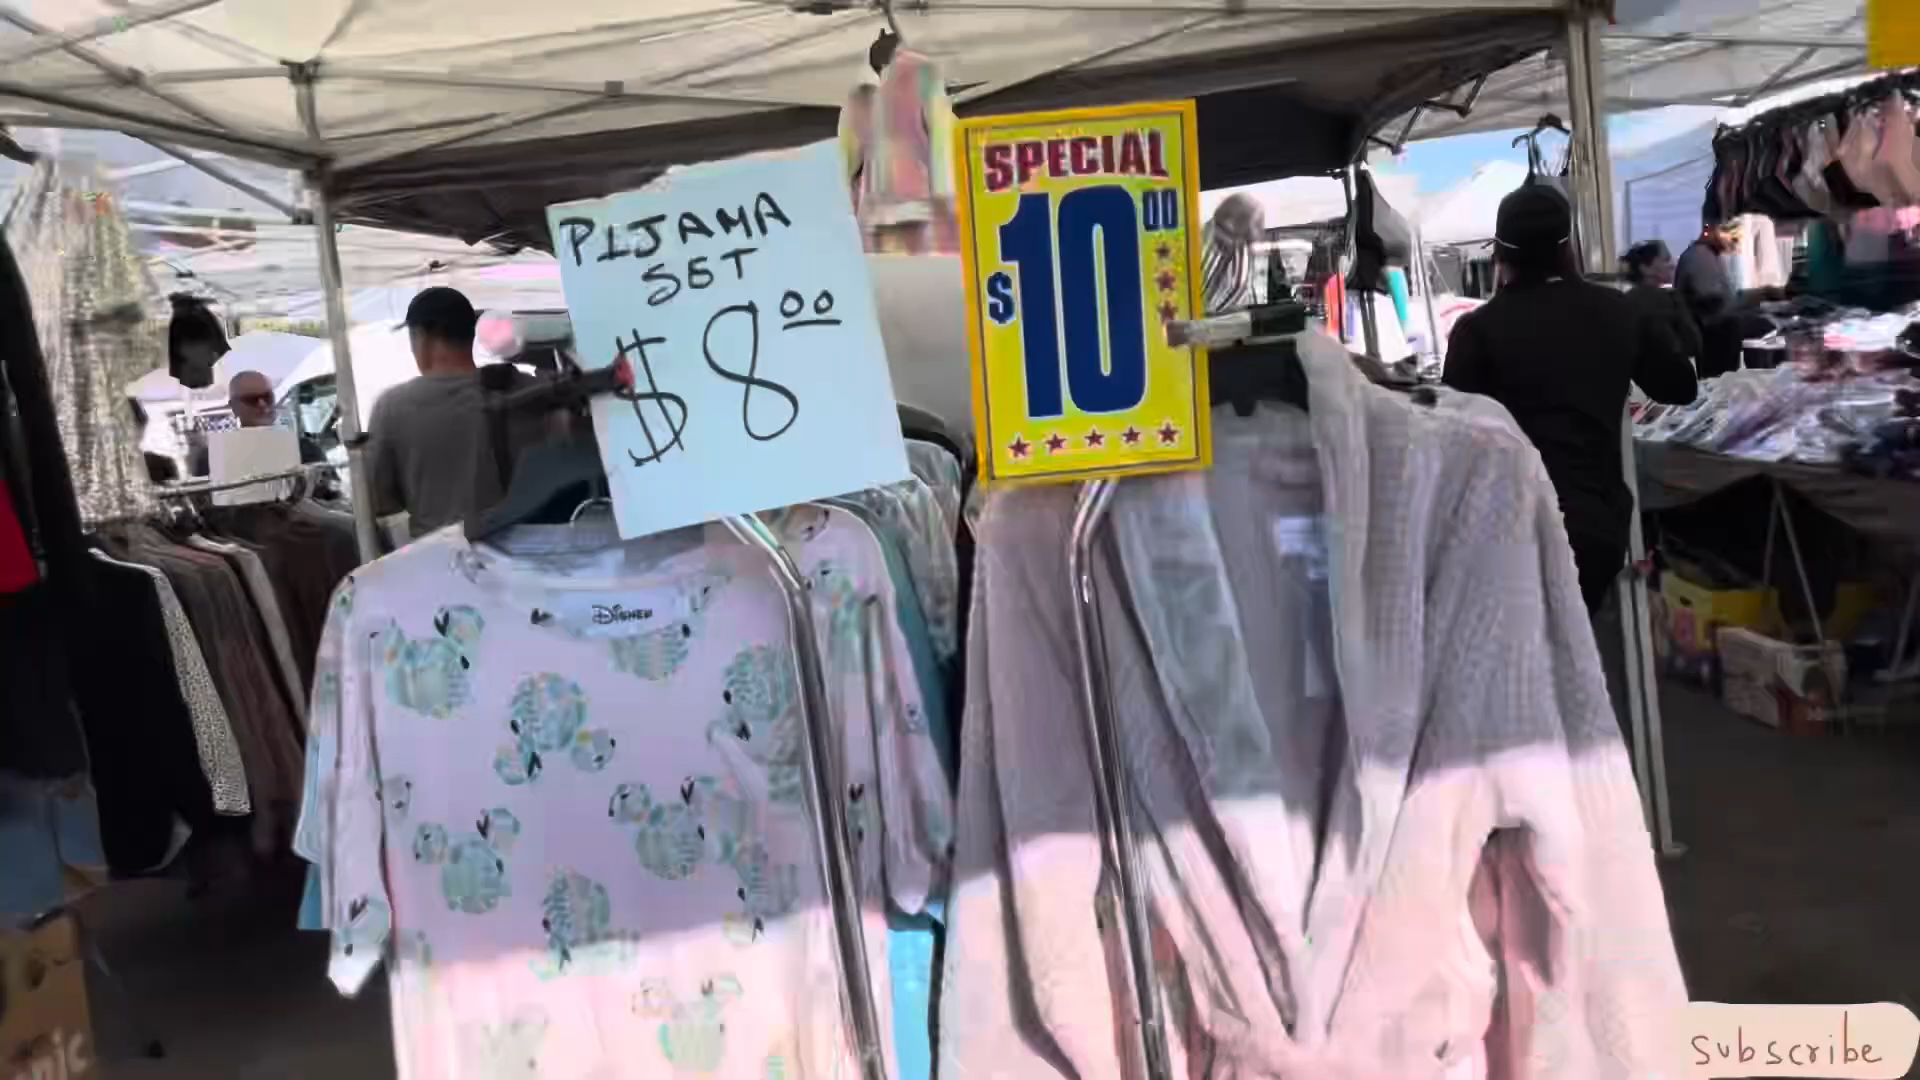 PIJAMA
SET
$8.00
SPECIAL
$10.00
DISNEY
subscribe